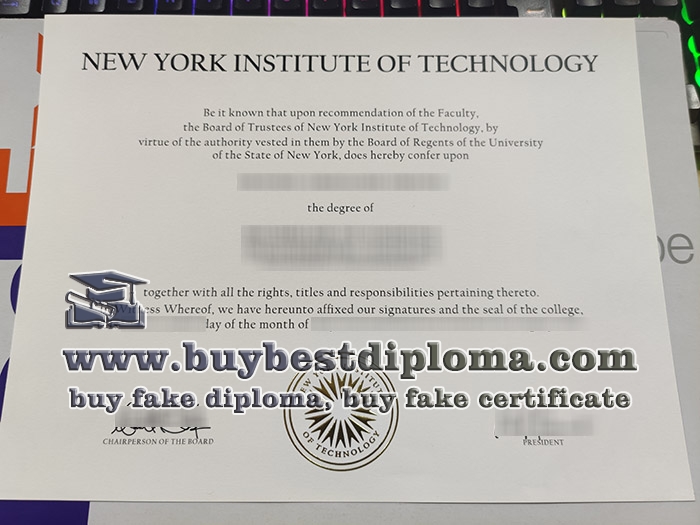 NEW YORK INSTITUTE OF TECHNOLOGY
Be it known that upon recommendation of the Faculty,
the Board of Trustees of New York Institute of Technology, by
virtue of the authority vested in them by the Board of Regents of the University
of the State of New York, does hereby confer upon
the degree of
together with all the rights, titles and responsibilities pertaining thereto.
Whereof, we have hereunto affixed our signatures and the seal of the college,
day of the month of
www.buybestdiploma.com
buy fake diploma, buy fake certificate
NEW YORK INSTITUTE
OF TECHNOLOGY
CHAIRPERSON OF THE BOARD
PRESIDENT